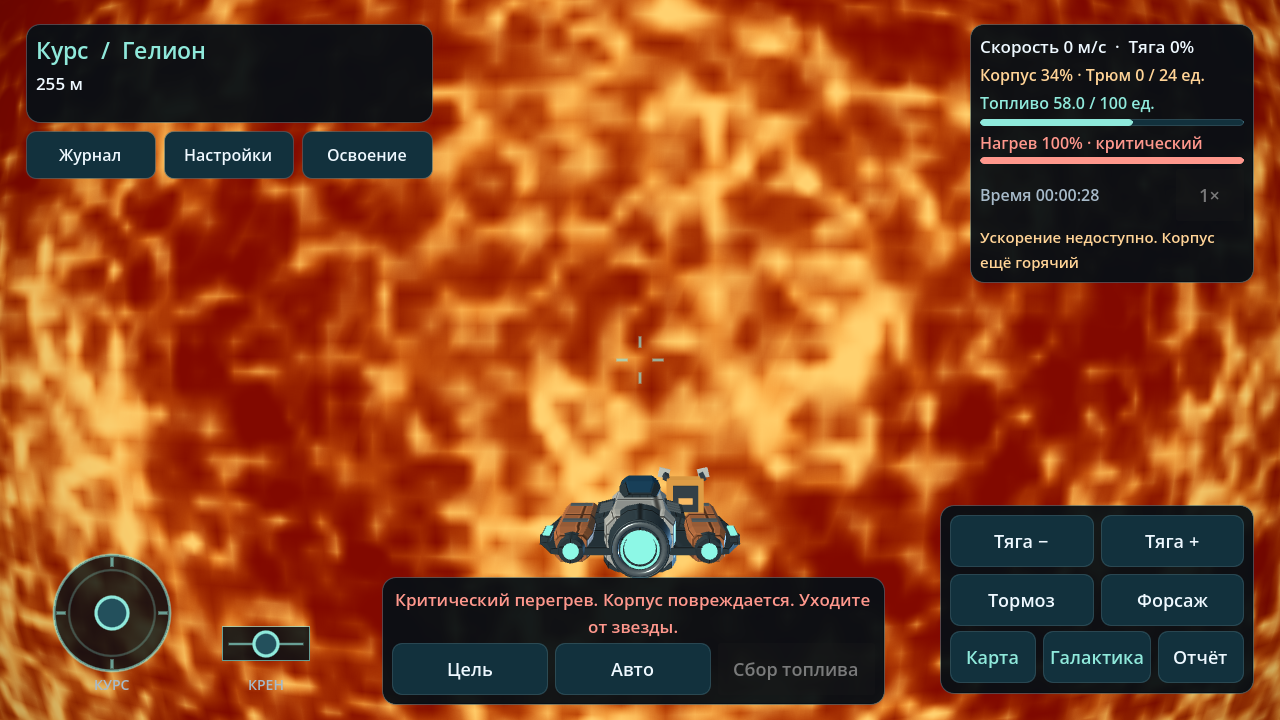 Курс / Гелион
255 м
Журнал
Настройки
Освоение
Скорость 0 м/с · Тяга 0%
Корпус 34% · Трюм 0 / 24 ед.
Топливо 58.0 / 100 ед.
Нагрев 100% · критический
Время 00:00:28 1×
Ускорение недоступно. Корпус
ещё горячий
КУРС
КРЕН
Критический перегрев. Корпус повреждается. Уходите
от звезды.
Цель
Авто
Сбор топлива
Тяга −
Тяга +
Тормоз
Форсаж
Карта
Галактика
Отчёт